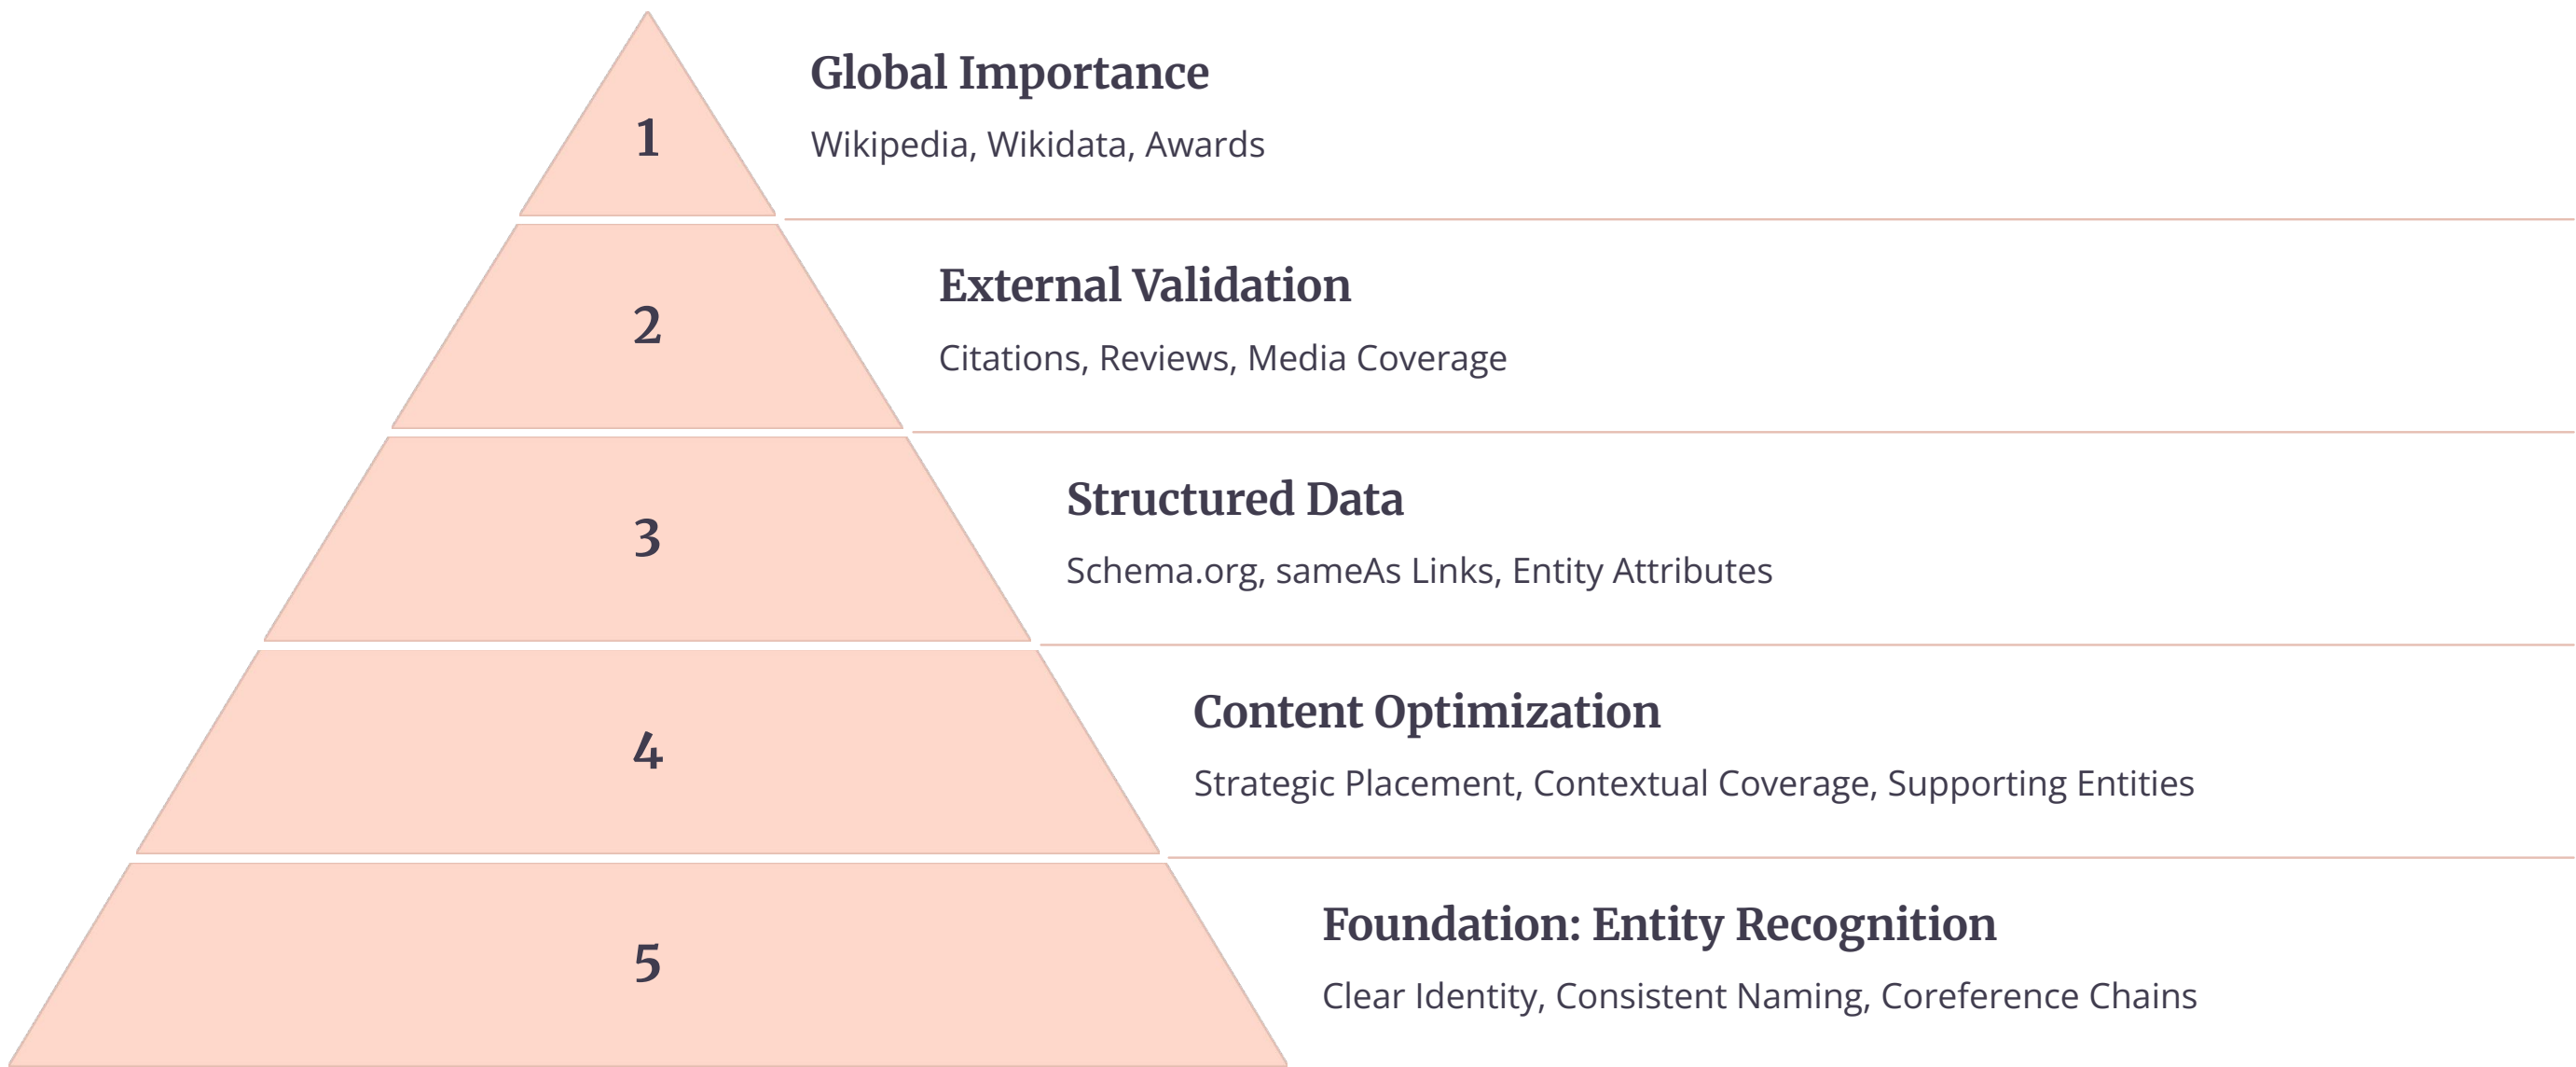 Global Importance
1
Wikipedia, Wikidata, Awards
External Validation
2
Citations, Reviews, Media Coverage
Structured Data
3
Schema.org, sameAs Links, Entity Attributes
Content Optimization
4
Strategic Placement, Contextual Coverage, Supporting Entities
Foundation: Entity Recognition
5
Clear Identity, Consistent Naming, Coreference Chains